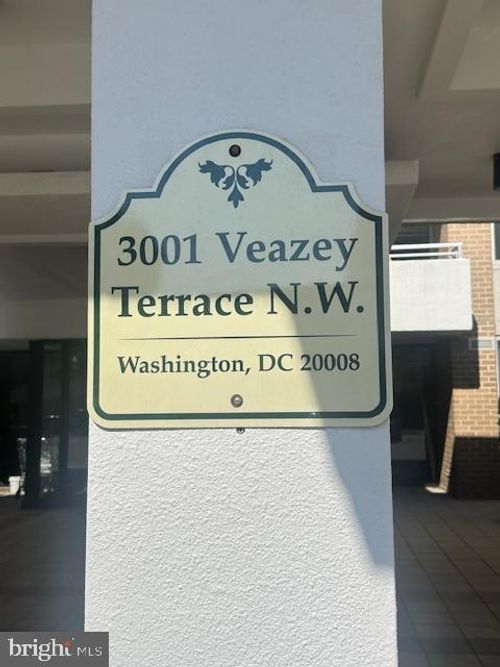 3001 Veazey
Terrace N.W.
Washington, DC 20008
bright MLS